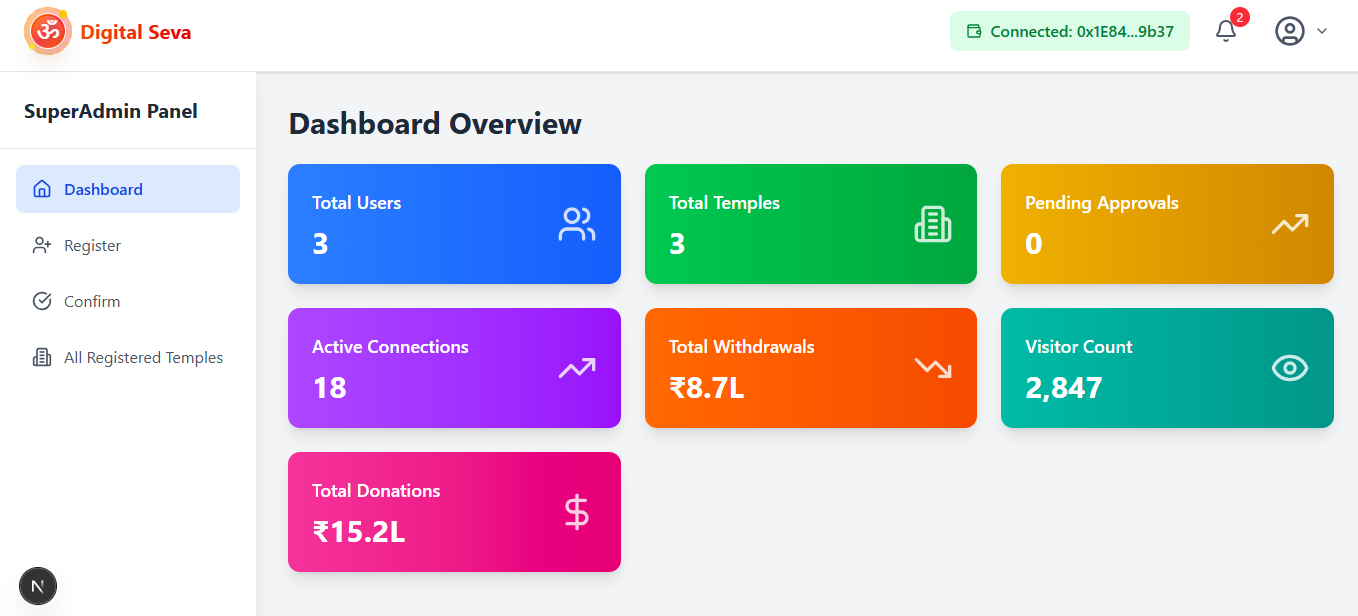 ॐ
Digital Seva
Connected: 0x1E84...9b37
2
SuperAdmin Panel
Dashboard
Register
Confirm
All Registered Temples
Dashboard Overview
Total Users
3
Total Temples
3
Pending Approvals
0
Active Connections
18
Total Withdrawals
₹8.7L
Visitor Count
2,847
Total Donations
₹15.2L
$
N